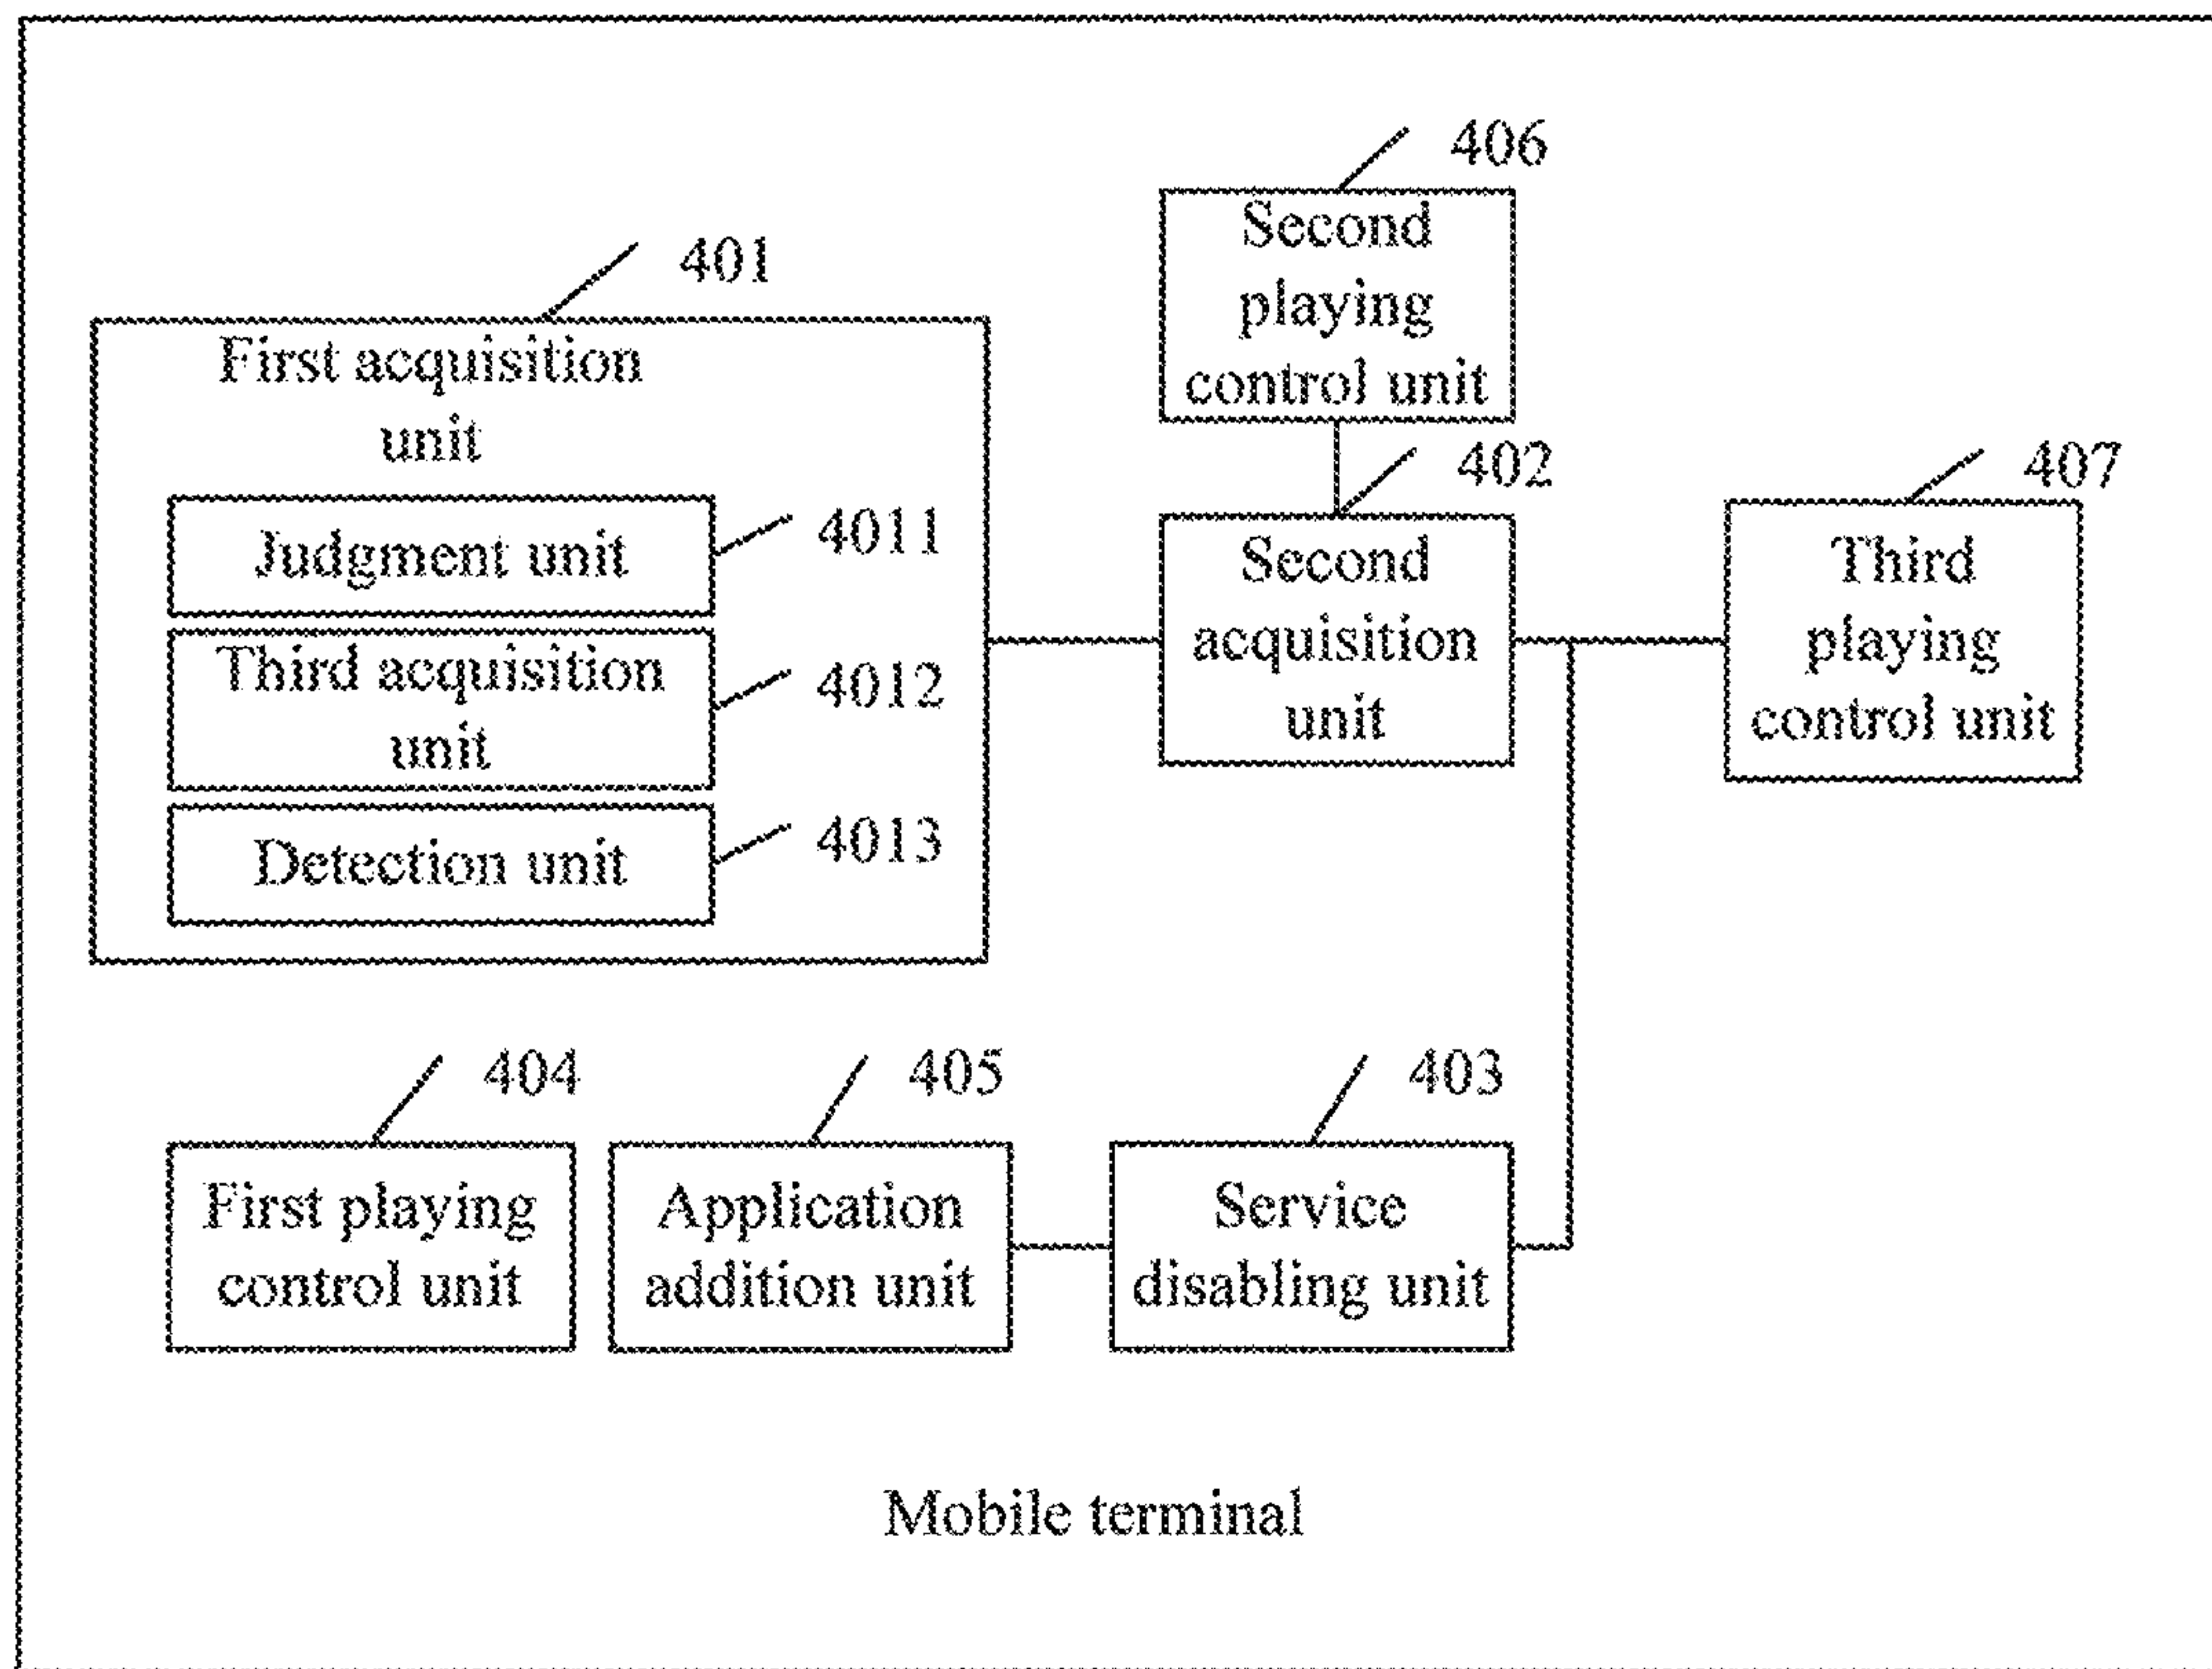 406
Second
playing
control unit
401
First acquisition
unit
Judgment unit
4011
Third acquisition
unit
4012
Detection unit
4013
402
Second
acquisition
unit
407
Third
playing
control unit
404
First playing
control unit
405
Application
addition unit
403
Service
disabling unit
Mobile terminal